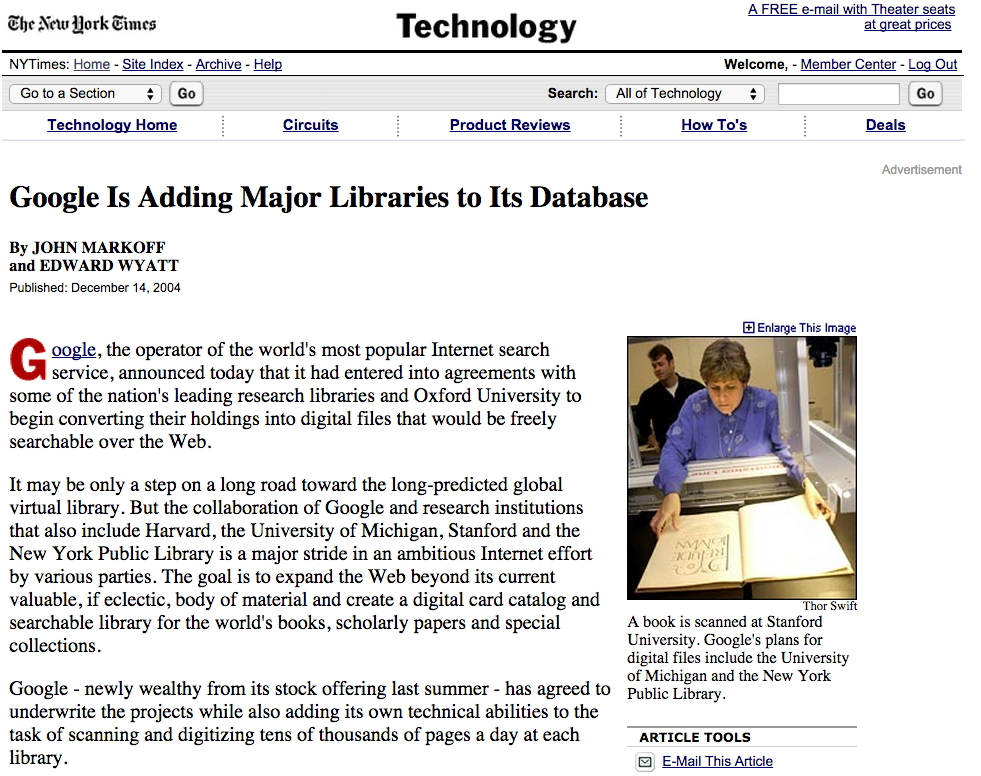 The New York Times
Technology
A FREE e-mail with Theater seats
at great prices
NYTimes: Home - Site Index - Archive - Help
Welcome, - Member Center - Log Out
Go to a Section Go
Search: All of Technology Go
Technology Home Circuits Product Reviews How To's Deals
Advertisement
Google Is Adding Major Libraries to Its Database
By JOHN MARKOFF
and EDWARD WYATT
Published: December 14, 2004
Google, the operator of the world's most popular Internet search
service, announced today that it had entered into agreements with
some of the nation's leading research libraries and Oxford University to
begin converting their holdings into digital files that would be freely
searchable over the Web.
It may be only a step on a long road toward the long-predicted global
virtual library. But the collaboration of Google and research institutions
that also include Harvard, the University of Michigan, Stanford and the
New York Public Library is a major stride in an ambitious Internet effort
by various parties. The goal is to expand the Web beyond its current
valuable, if eclectic, body of material and create a digital card catalog and
searchable library for the world's books, scholarly papers and special
collections.
Google - newly wealthy from its stock offering last summer - has agreed to
underwrite the projects while also adding its own technical abilities to the
task of scanning and digitizing tens of thousands of pages a day at each
library.
Enlarge This Image
Thor Swift
A book is scanned at Stanford
University. Google's plans for
digital files include the University
of Michigan and the New York
Public Library.
ARTICLE TOOLS
E-Mail This Article